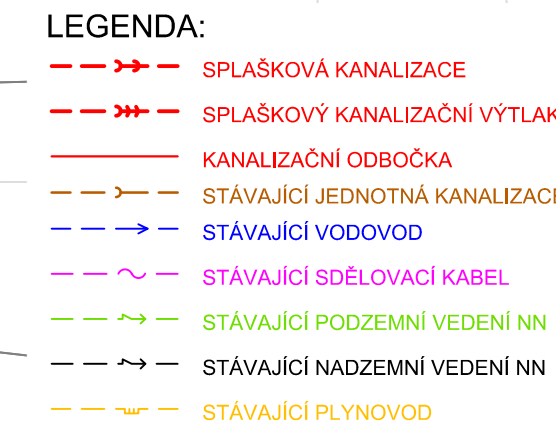 LEGENDA:
SPLAŠKOVÁ KANALIZACE
SPLAŠKOVÝ KANALIZAČNÍ VÝTLAK
KANALIZAČNÍ ODBOČKA
STÁVAJÍCÍ JEDNOTNÁ KANALIZACE
STÁVAJÍCÍ VODOVOD
STÁVAJÍCÍ SDĚLOVACÍ KABEL
STÁVAJÍCÍ PODZEMNÍ VEDENÍ NN
STÁVAJÍCÍ NADZEMNÍ VEDENÍ NN
STÁVAJÍCÍ PLYNOVOD